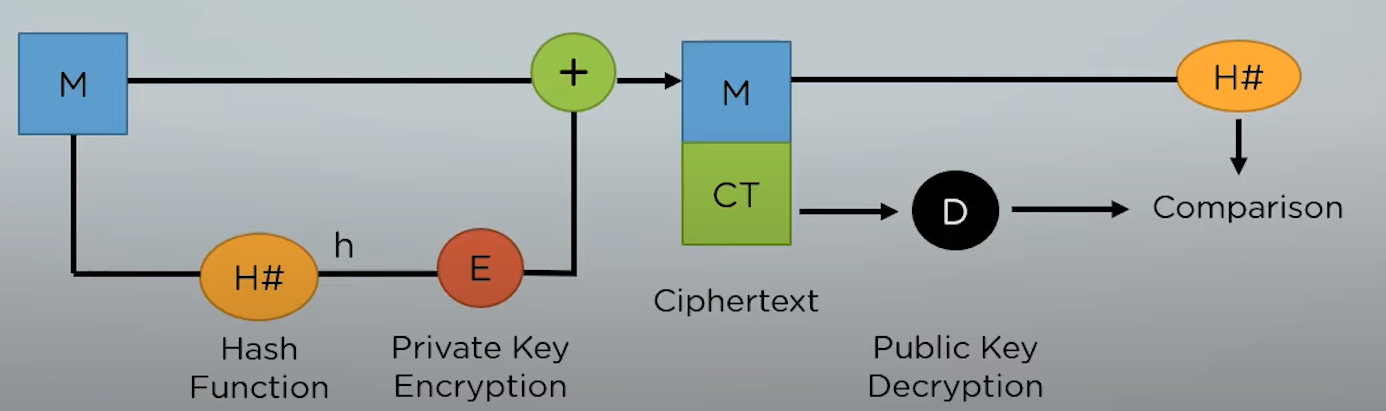 M
+
M
H#
CT
D
Comparison
h
H#
E
Ciphertext
Hash
Function
Private Key
Encryption
Public Key
Decryption